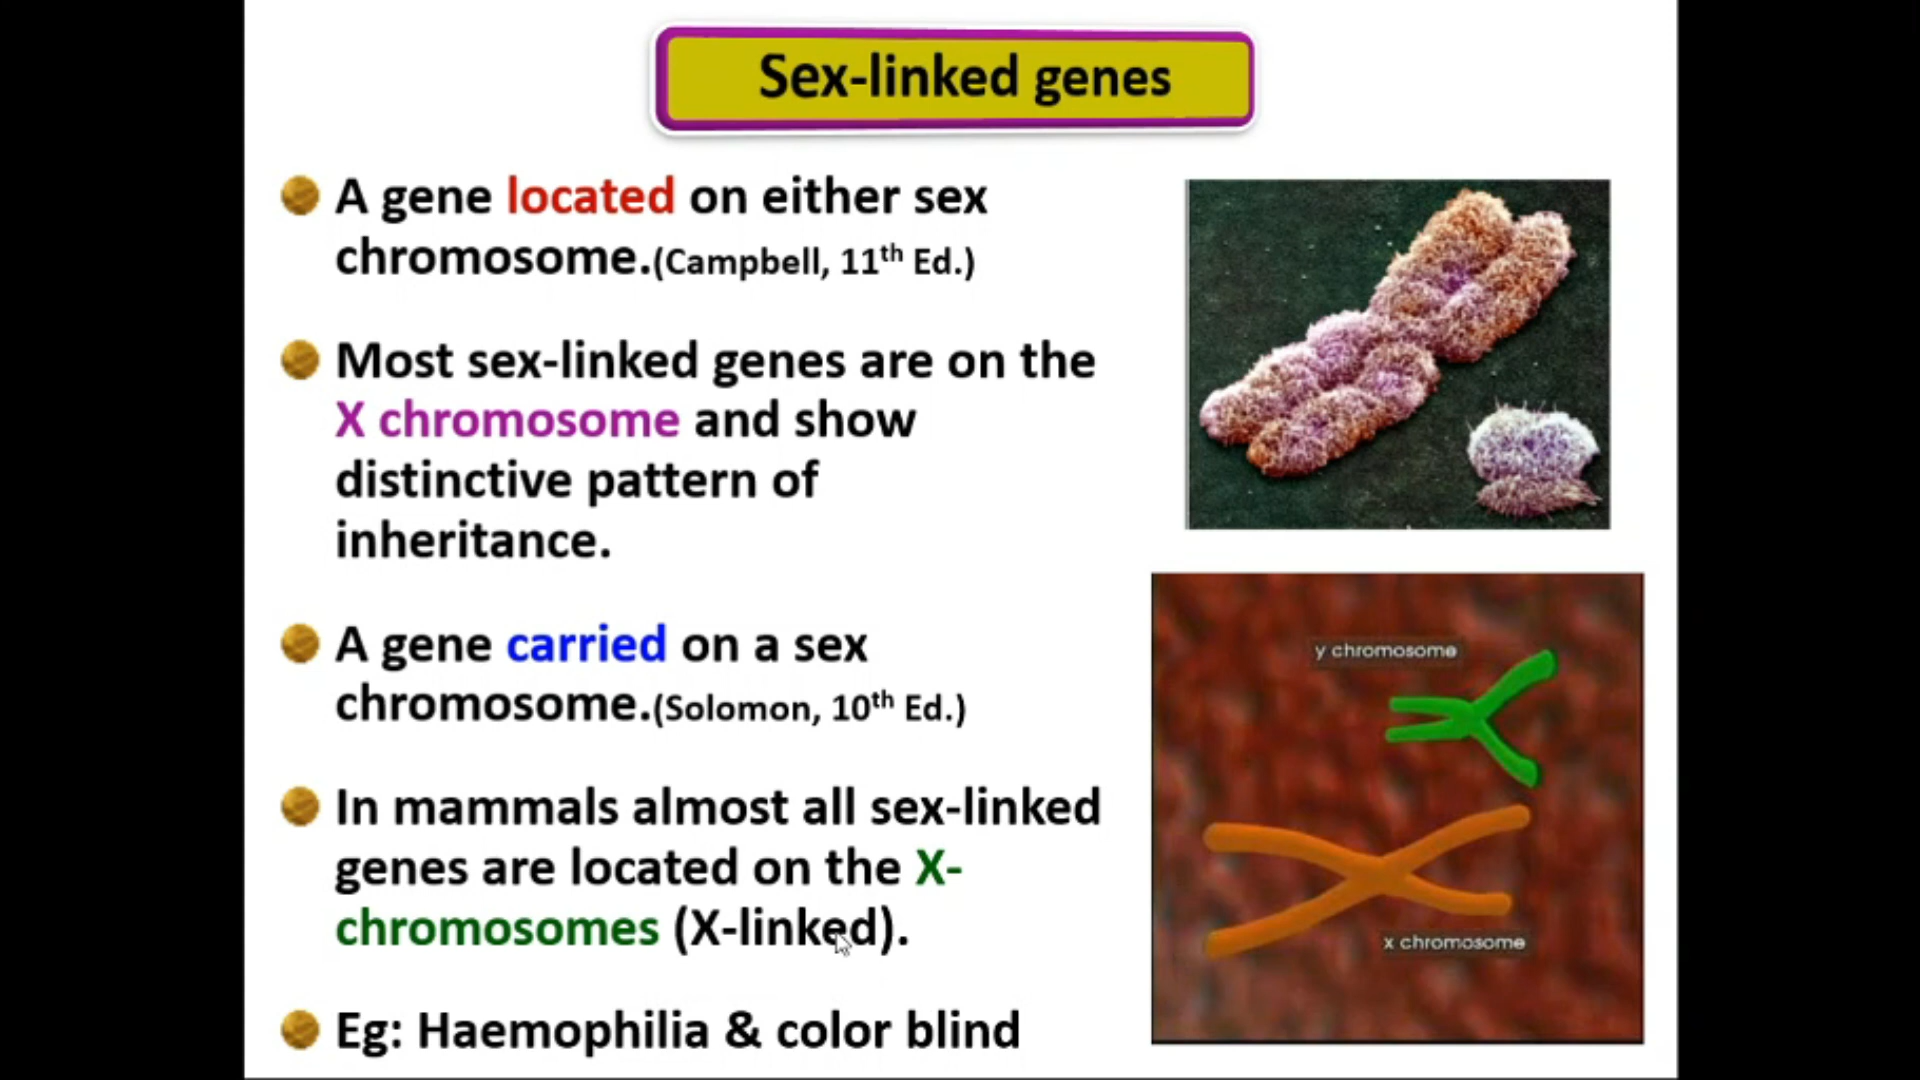 Sex-linked genes
A gene located on either sex
chromosome.(Campbell, 11th Ed.)
Most sex-linked genes are on the
X chromosome and show
distinctive pattern of
inheritance.
A gene carried on a sex
chromosome.(Solomon, 10th Ed.)
In mammals almost all sex-linked
genes are located on the X-
chromosomes (X-linked).
Eg: Haemophilia & color blind
y chromosome
x chromosome